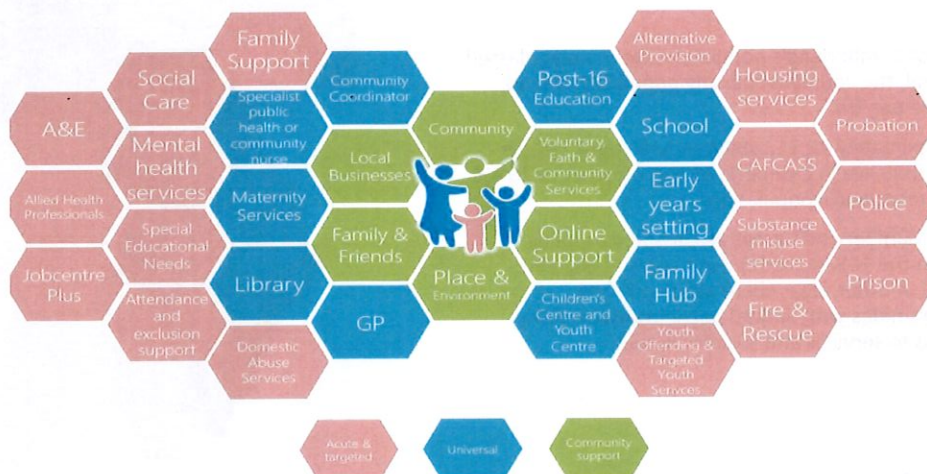 A&E
Allied Health
Professionals
Jobcentre
Plus
Social
Care
Mental
health
services
Special
Educational
Needs
Attendance
and
exclusion
support
Family
Support
Specialist
public
health or
community
nurse
Maternity
Services
Library
Domestic
Abuse
Services
Community
Coordinator
Local
Businesses
Family &
Friends
GP
Community
Place &
Environment
Post-16
Education
Voluntary,
Faith &
Community
Services
Online
Support
Children's
Centre and
Youth
Centre
Alternative
Provision
School
Early
years
setting
Family
Hub
Youth
Offending &
Targeted
Youth
Serivces
Housing
services
CAFCASS
Substance
misuse
services
Fire &
Rescue
Probation
Police
Prison
Acute &
targeted
Universal
Community
support